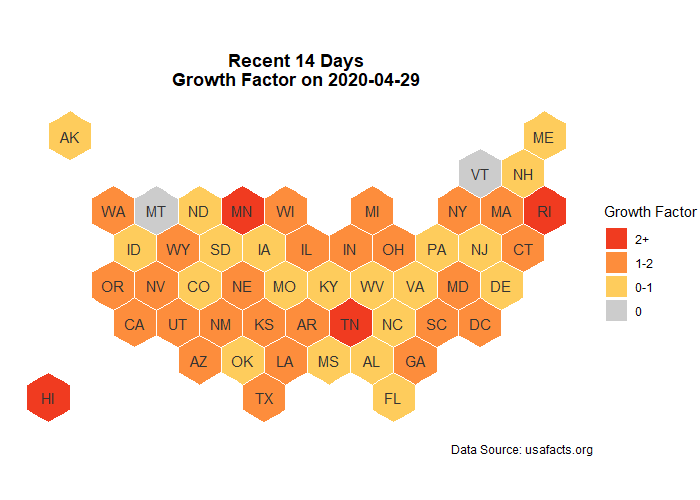 Recent 14 Days
Growth Factor on 2020-04-29
AK ME
VT NH
WA MT ND MN WI MI NY MA RI
ID WY SD IA IL IN OH PA NJ CT
OR NV CO NE MO KY WV VA MD DE
CA UT NM KS AR TN NC SC DC
AZ OK LA MS AL GA
HI TX FL
Growth Factor
2+
1-2
0-1
0
Data Source: usafacts.org